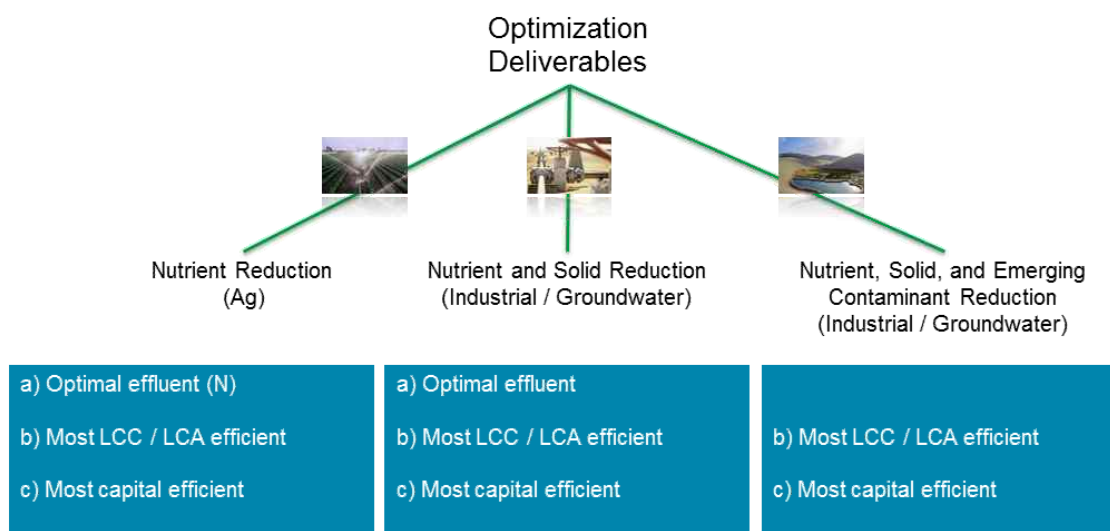 Optimization
Deliverables
Nutrient Reduction
(Ag)
Nutrient and Solid Reduction
(Industrial / Groundwater)
Nutrient, Solid, and Emerging
Contaminant Reduction
(Industrial / Groundwater)
a) Optimal effluent (N)
b) Most LCC / LCA efficient
c) Most capital efficient
a) Optimal effluent
b) Most LCC / LCA efficient
c) Most capital efficient
b) Most LCC / LCA efficient
c) Most capital efficient